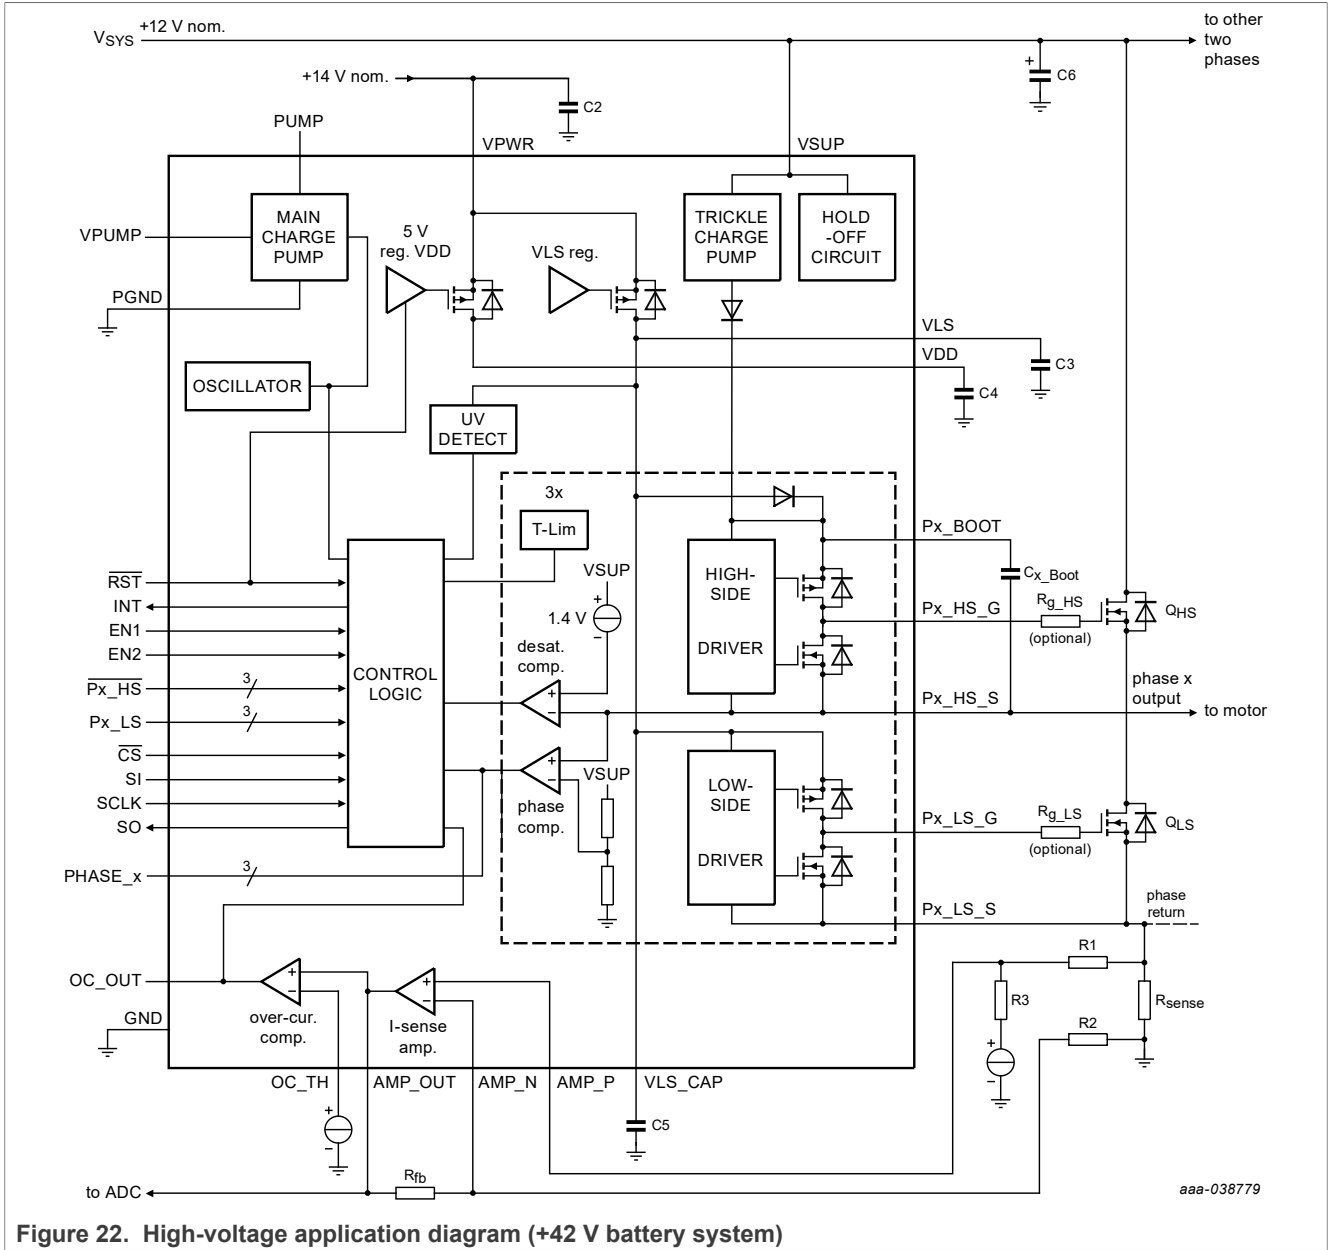 VSYS +12 V nom.
to other
two
phases
+14 V nom.
C2
C6
PUMP
VPWR
VSUP
MAIN
CHARGE
PUMP
VPUMP
5 V
reg. VDD
VLS reg.
TRICKLE
CHARGE
PUMP
HOLD
-OFF
CIRCUIT
PGND
VLS
VDD
C3
C4
OSCILLATOR
UV
DETECT
3x
T-Lim
VSUP
1.4 V
+
−
desat.
comp.
HIGH-
SIDE
DRIVER
Px_BOOT
Cx_Boot
Px_HS_G
Rg_HS
(optional)
QHS
RST
INT
EN1
EN2
Px_HS
3
Px_LS
3
CS
SI
SCLK
SO
CONTROL
LOGIC
+
−
Px_HS_S
phase x
output
to motor
+
−
VSUP
phase
comp.
LOW-
SIDE
DRIVER
Px_LS_G
Rg_LS
(optional)
QLS
PHASE_x
3
Px_LS_S
phase
return
R1
R3
Rsense
R2
+
−
OC_OUT
+
−
over-cur.
comp.
+
−
I-sense
amp.
GND
OC_TH
AMP_OUT
AMP_N
AMP_P
VLS_CAP
+
−
C5
Rfb
to ADC
aaa-038779
Figure 22. High-voltage application diagram (+42 V battery system)